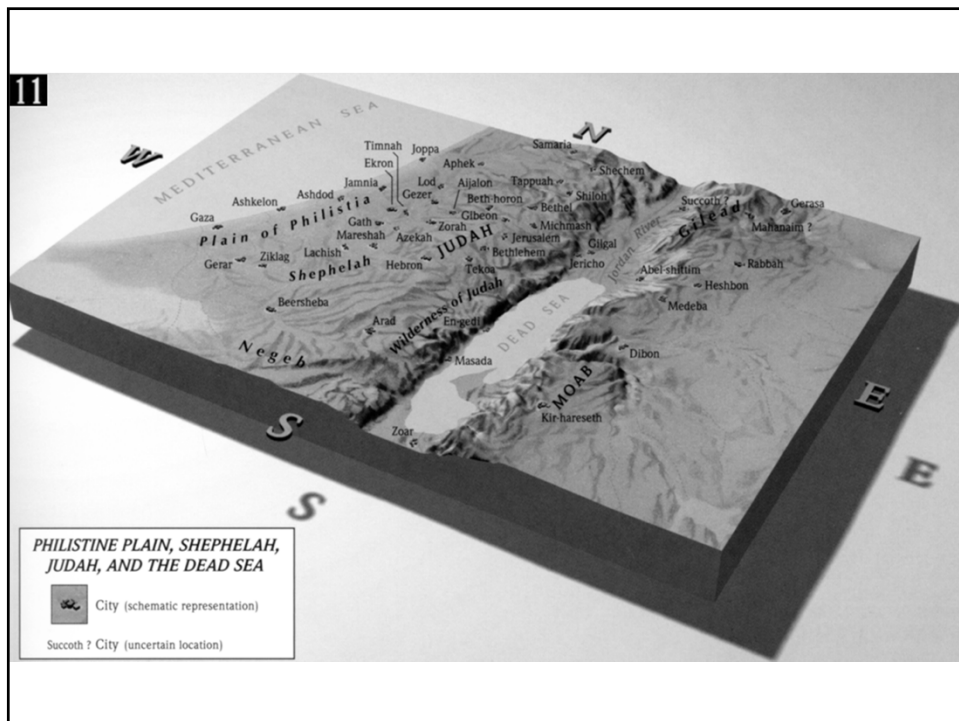 11
W
N
MEDITERRANEAN SEA
Timnah
Joppa
Samaria
Ekron
Aphek
Shechem
Jamnia
Lod
Aijalon
Tappuah
Ashdod
Gezer
Beth-horon
Shiloh
Succoth ?
Gerasa
Ashkelon
Bethel
Gilead
Gaza
Plain of Philistia
Gath
Zorah
Gibeon
Michmash
Mahanaim ?
Mareshah
Azekah
JUDAH
Jerusalem
Gilgal
Jordan River
Lachish
Bethlehem
Gerar
Ziklag
Shephelah
Hebron
Tekoa
Jericho
Abel-shittim
Rabbah
Heshbon
Beersheba
Wilderness of Judah
Medeba
Arad
En-gedi
DEAD SEA
Negeb
Masada
Dibon
MOAB
Kir-hareseth
Zoar
S
E
S
E
PHILISTINE PLAIN, SHEPHELAH,
JUDAH, AND THE DEAD SEA
City (schematic representation)
Succoth ? City (uncertain location)